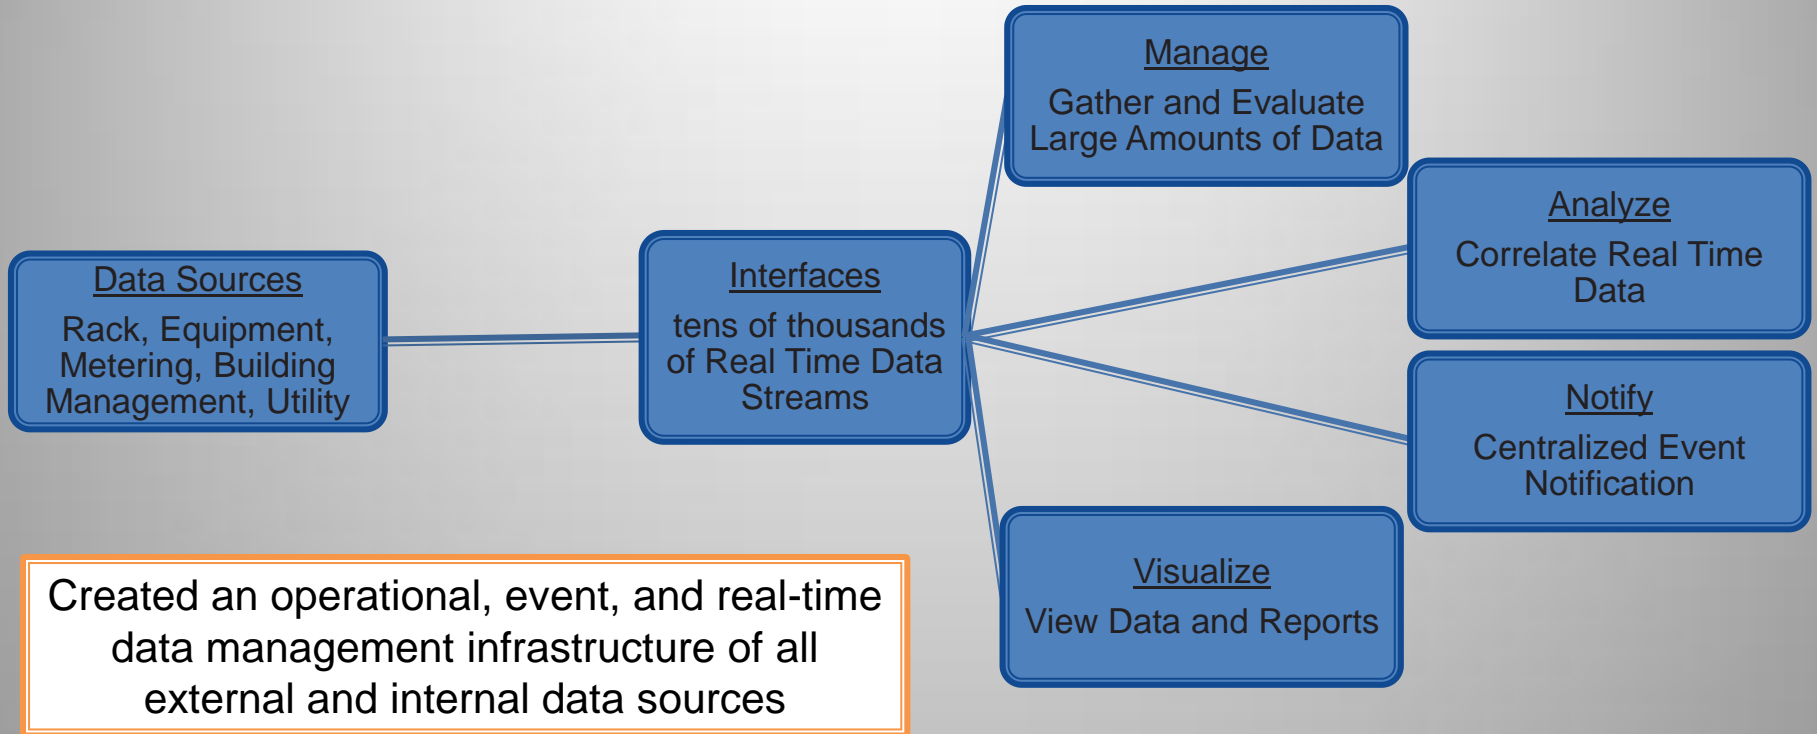 Data Sources
Rack, Equipment,
Metering, Building
Management, Utility
Interfaces
tens of thousands
of Real Time Data
Streams
Manage
Gather and Evaluate
Large Amounts of Data
Analyze
Correlate Real Time
Data
Notify
Centralized Event
Notification
Visualize
View Data and Reports
Created an operational, event, and real-time
data management infrastructure of all
external and internal data sources